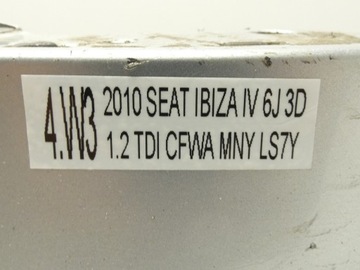 4.W3
2010 SEAT IBIZA IV 6J 3D
1.2 TDI CFWA MNY LS7Y